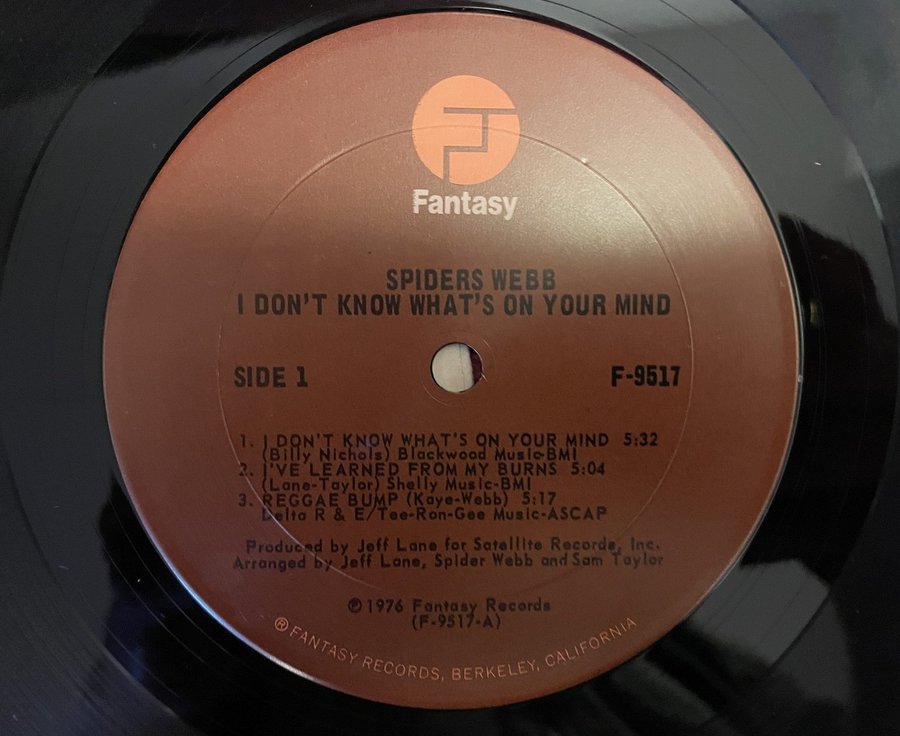 Fantasy
SPIDERS WEBB
I DON'T KNOW WHAT'S ON YOUR MIND
SIDE 1
F-9517
1. I DON'T KNOW WHAT'S ON YOUR MIND 5:32
(Billy Nichols) Blackwood Music-BMI
2. I'VE LEARNED FROM MY BURNS 5:04
(Lane-Taylor) Shelly Music-BMI
3. REGGAE BUMP (Kaye-Webb) 5:17
Delta R & E/Tee-Ron-Gee Music-ASCAP
Produced by Jeff Lane for Satellite Records, Inc.
Arranged by Jeff Lane, Spider Webb and Sam Taylor
℗1976 Fantasy Records
(F-9517-A)
®FANTASY RECORDS, BERKELEY, CALIFORNIA